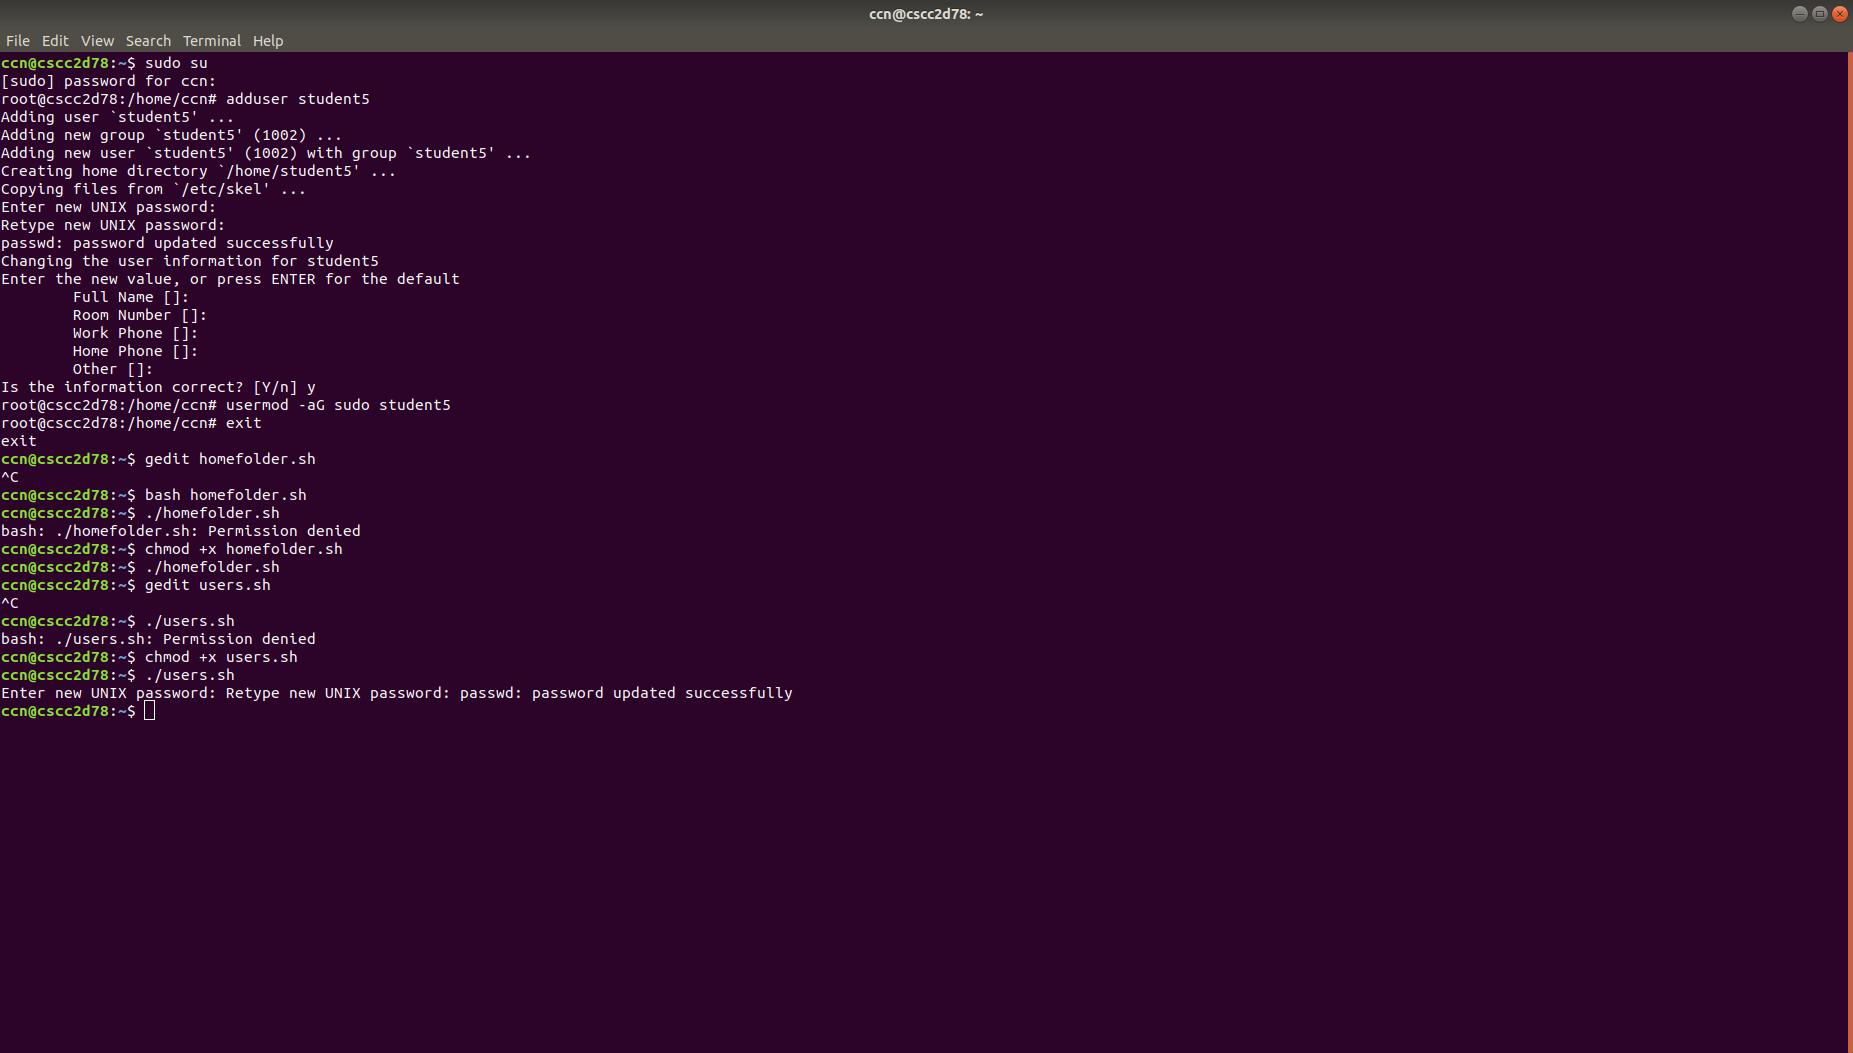 ccn@cscc2d78: ~
File Edit View Search Terminal Help
ccn@cscc2d78:~$ sudo su
[sudo] password for ccn:
root@cscc2d78:/home/ccn# adduser student5
Adding user `student5' ...
Adding new group `student5' (1002) ...
Adding new user `student5' (1002) with group `student5' ...
Creating home directory `/home/student5' ...
Copying files from `/etc/skel' ...
Enter new UNIX password:
Retype new UNIX password:
passwd: password updated successfully
Changing the user information for student5
Enter the new value, or press ENTER for the default
        Full Name []:
        Room Number []:
        Work Phone []:
        Home Phone []:
        Other []:
Is the information correct? [Y/n] y
root@cscc2d78:/home/ccn# usermod -aG sudo student5
root@cscc2d78:/home/ccn# exit
exit
ccn@cscc2d78:~$ gedit homefolder.sh
^C
ccn@cscc2d78:~$ bash homefolder.sh
ccn@cscc2d78:~$ ./homefolder.sh
bash: ./homefolder.sh: Permission denied
ccn@cscc2d78:~$ chmod +x homefolder.sh
ccn@cscc2d78:~$ ./homefolder.sh
ccn@cscc2d78:~$ gedit users.sh
^C
ccn@cscc2d78:~$ ./users.sh
bash: ./users.sh: Permission denied
ccn@cscc2d78:~$ chmod +x users.sh
ccn@cscc2d78:~$ ./users.sh
Enter new UNIX password: Retype new UNIX password: passwd: password updated successfully
ccn@cscc2d78:~$